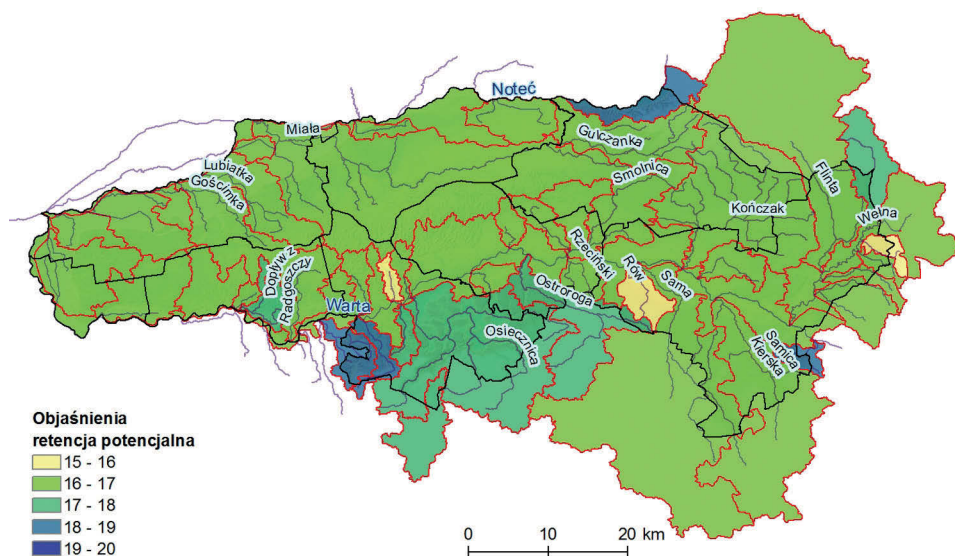 Noteć
Miała
Gulczanka
Lubiatka
Gościmka
Smolnica
Flinta
Kończak
Wełna
Dopływ z
Radgoszczy
Rzeciński
Rów
Sama
Ostroroga
Warta
Osiecznica
Samica
Kierska
Objaśnienia
retencja potencjalna
15 - 16
16 - 17
17 - 18
18 - 19
19 - 20
0 10 20 km